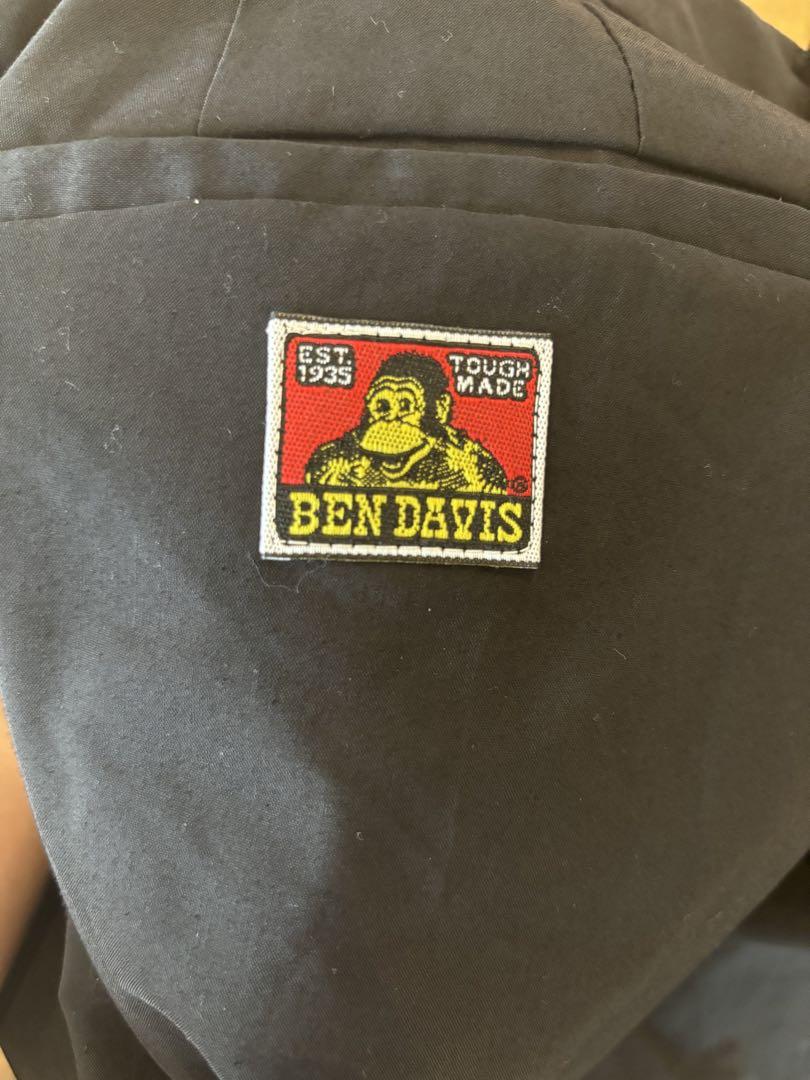 EST.
1935
TOUGH
MADE
BEN DAVIS
®